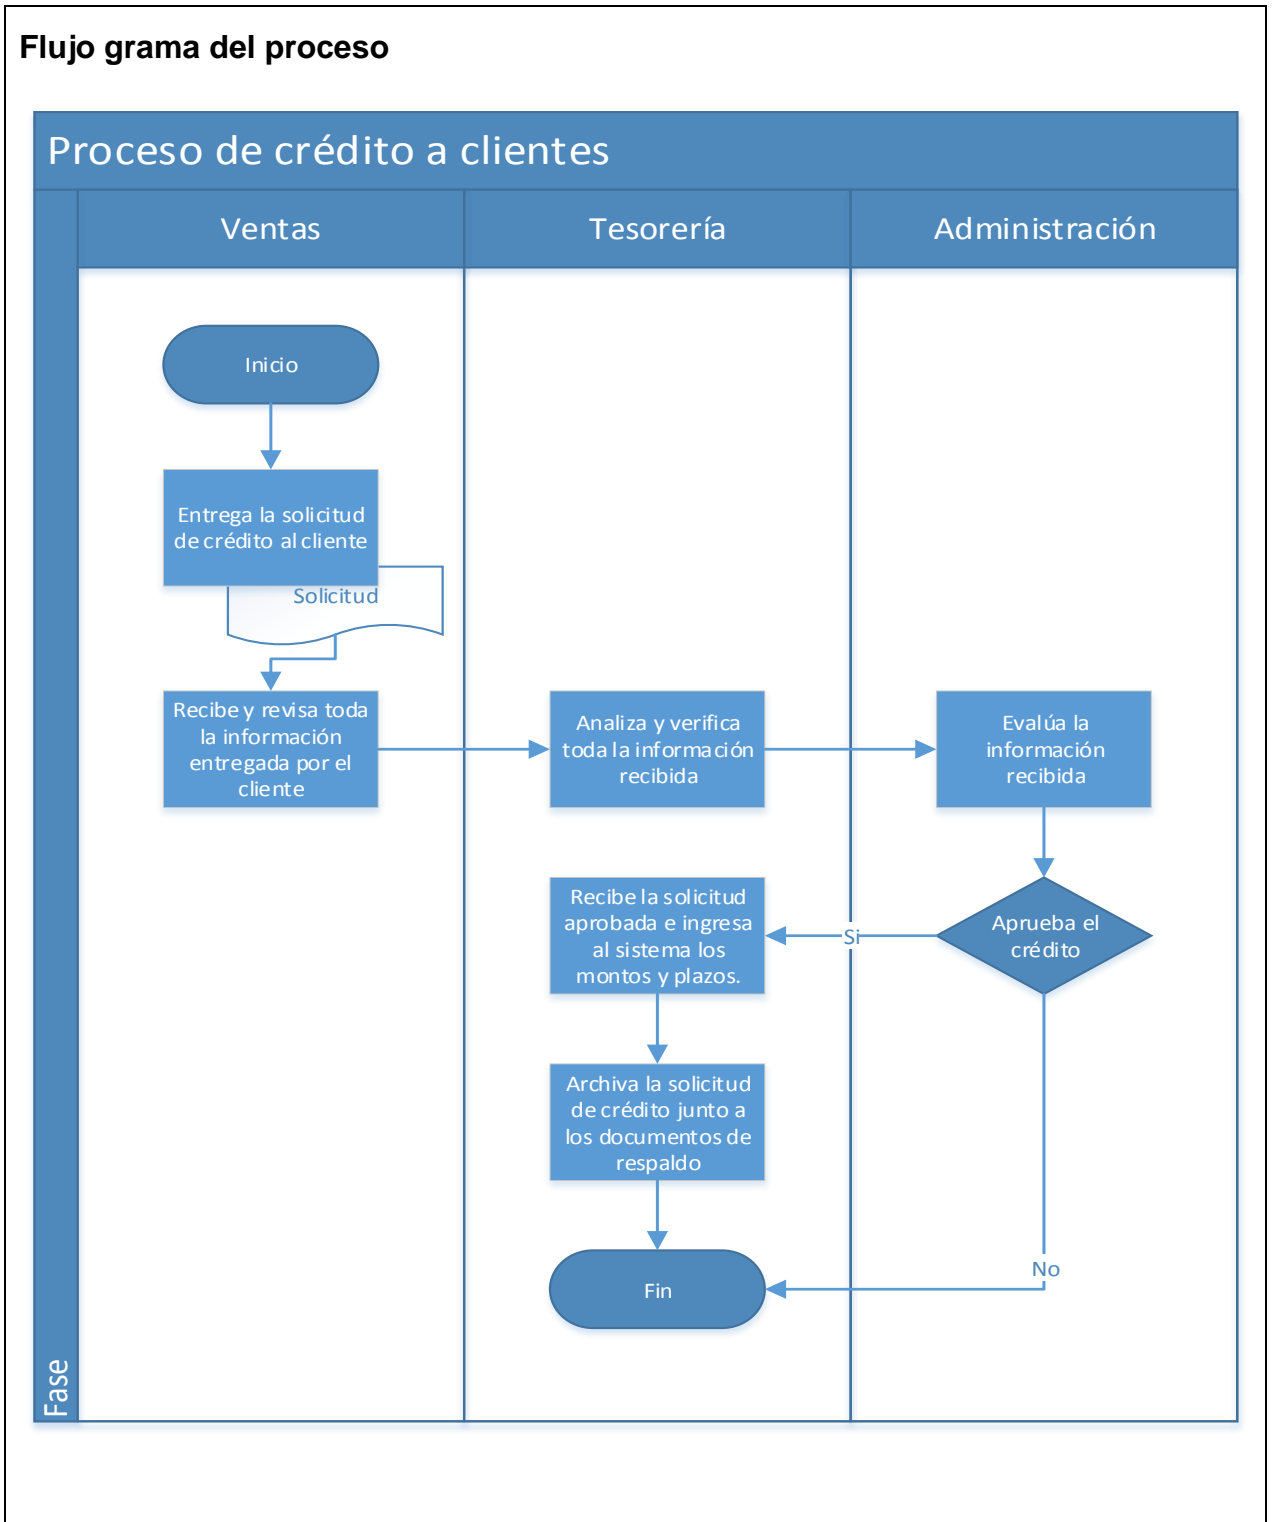 Flujo grama del proceso
Proceso de crédito a clientes
Fase
Ventas
Tesorería
Administración
Inicio
Entrega la solicitud
de crédito al cliente
Solicitud
Recibe y revisa toda
la información
entregada por el
cliente
Analiza y verifica
toda la información
recibida
Evalúa la
información
recibida
Aprueba el
crédito
Si
Recibe la solicitud
aprobada e ingresa
al sistema los
montos y plazos.
Archiva la solicitud
de crédito junto a
los documentos de
respaldo
No
Fin